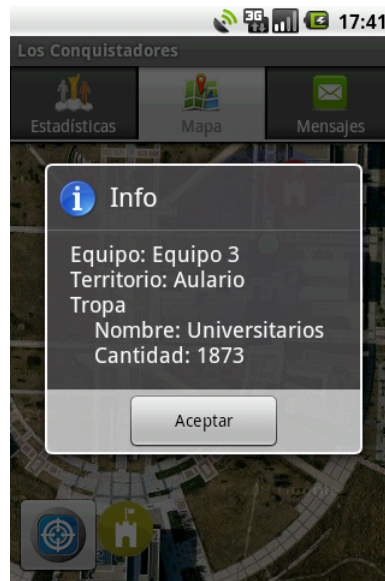 3G
17:41
Los Conquistadores
Estadísticas
Mapa
Mensajes
Info
Equipo: Equipo 3
Territorio: Aulario
Tropa
Nombre: Universitarios
Cantidad: 1873
Aceptar